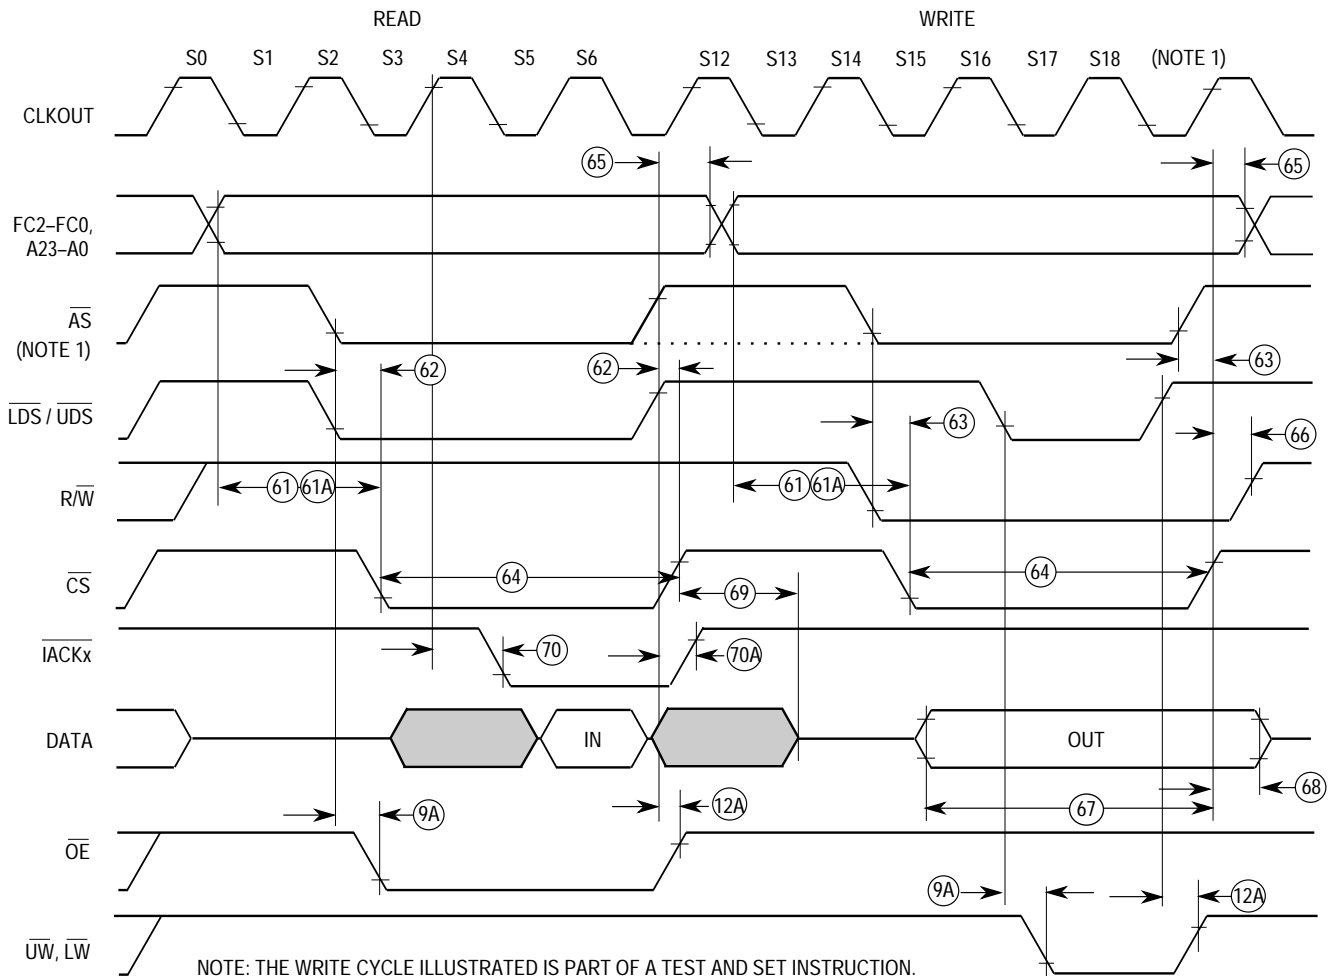 READ WRITE
S0 S1 S2 S3 S4 S5 S6 S12 S13 S14 S15 S16 S17 S18 (NOTE 1)
CLKOUT
65 65
FC2–FC0,
A23–A0
AS
(NOTE 1)
62 62 63
LDS / UDS
63 66
R/W
61 61A 61 61A
CS
64 64
69
IACKx
70 70A
DATA
IN OUT
67 68
9A 12A
OE
9A 12A
UW, LW
NOTE: THE WRITE CYCLE ILLUSTRATED IS PART OF A TEST AND SET INSTRUCTION.